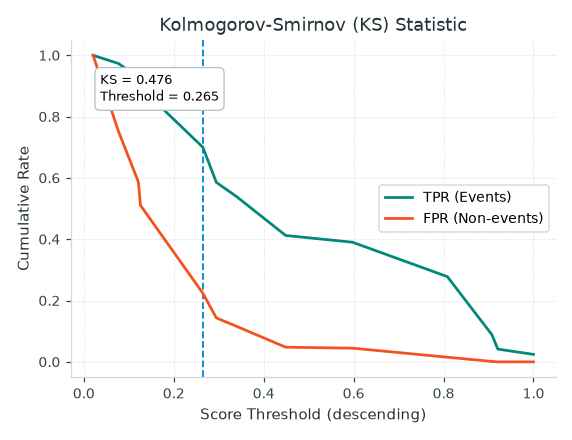 Kolmogorov-Smirnov (KS) Statistic
1.0
0.8
0.6
0.4
0.2
0.0
Cumulative Rate
KS = 0.476
Threshold = 0.265
TPR (Events)
FPR (Non-events)
0.0
0.2
0.4
0.6
0.8
1.0
Score Threshold (descending)